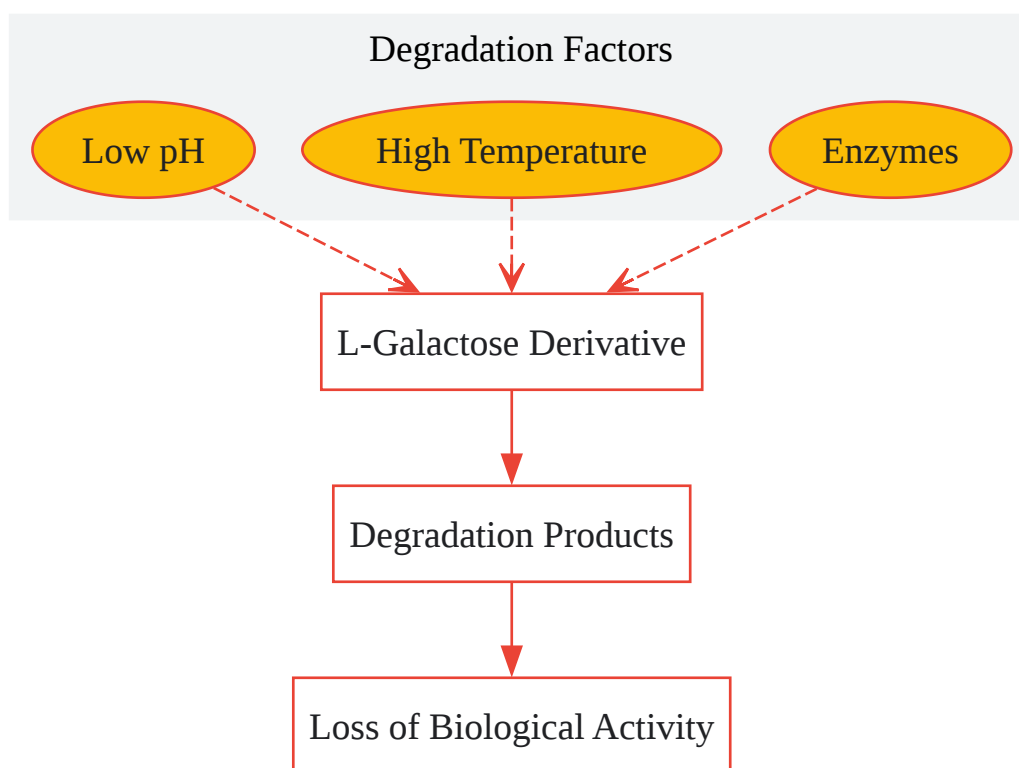 Degradation Factors
Low pH
High Temperature
Enzymes
L-Galactose Derivative
Degradation Products
Loss of Biological Activity